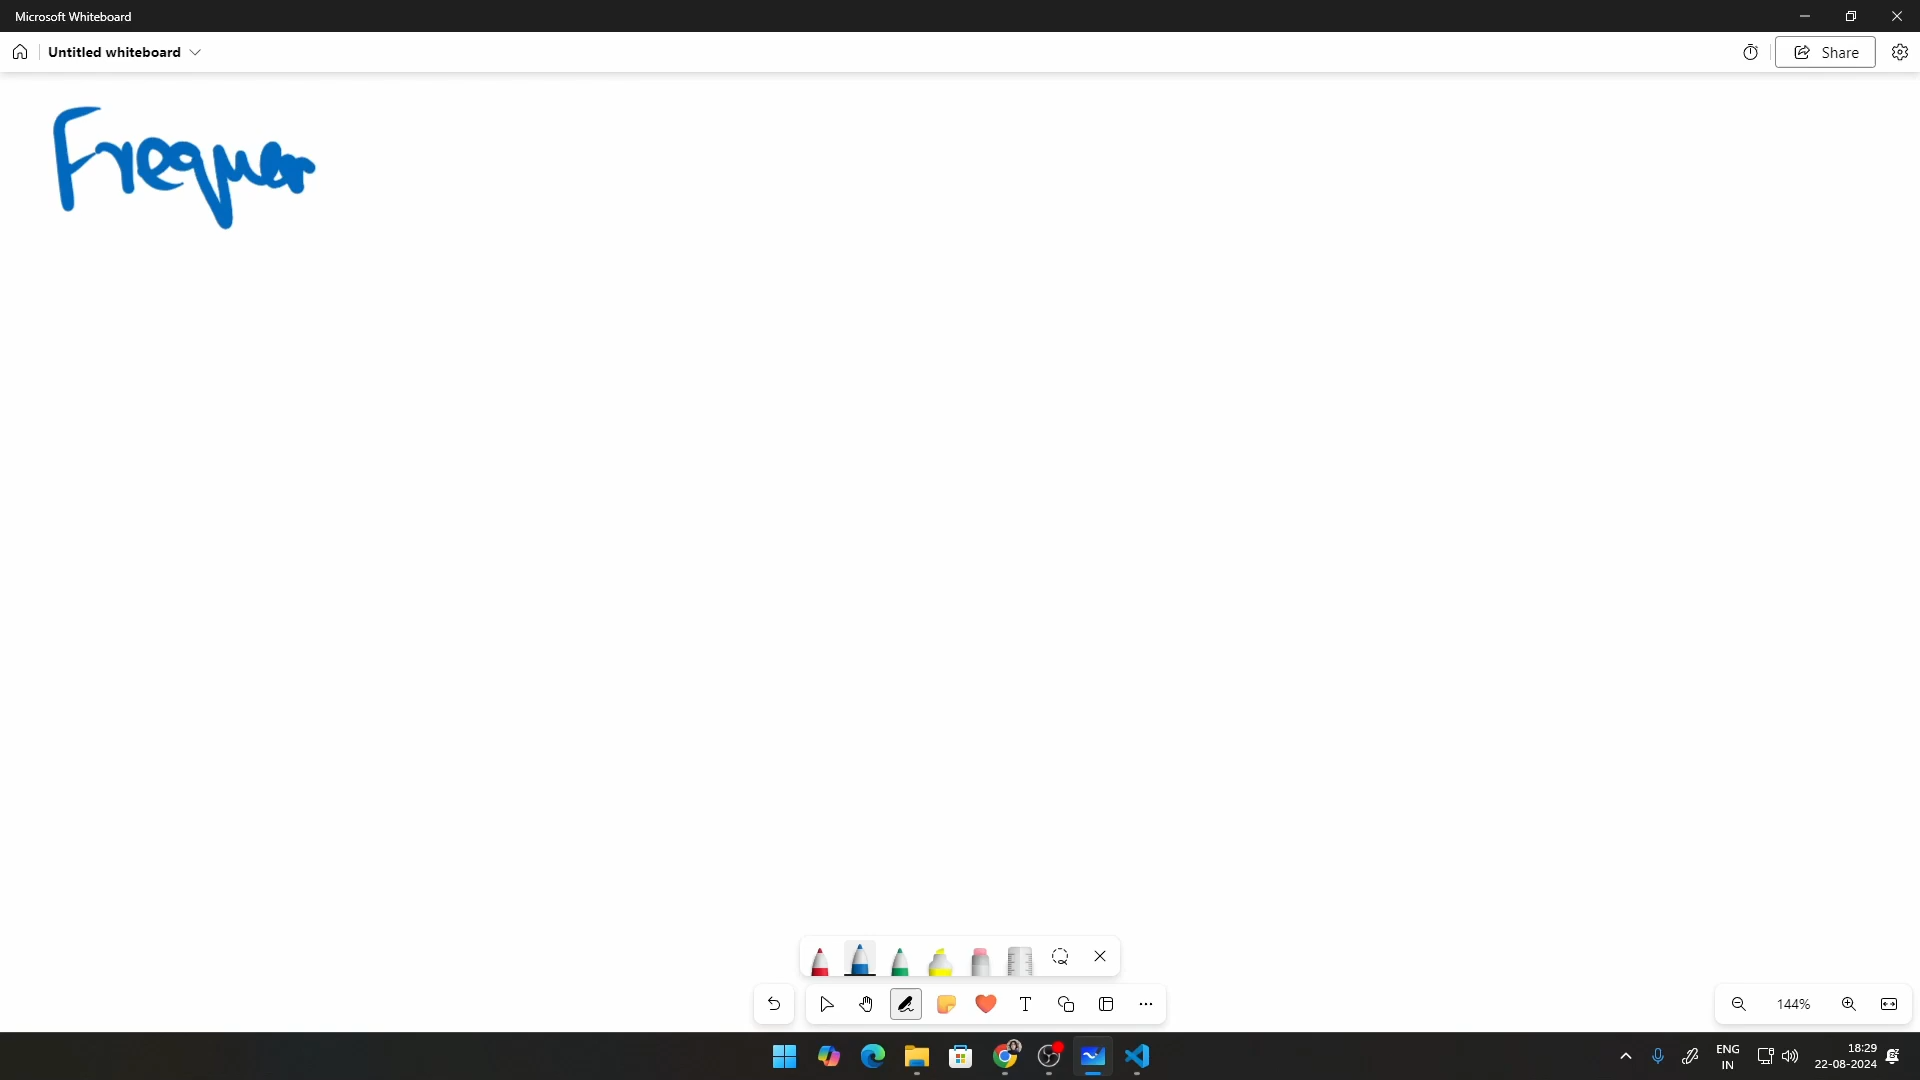 Microsoft Whiteboard
Untitled whiteboard
Share
Frequer
144%
ENG
IN
18:29
22-08-2024